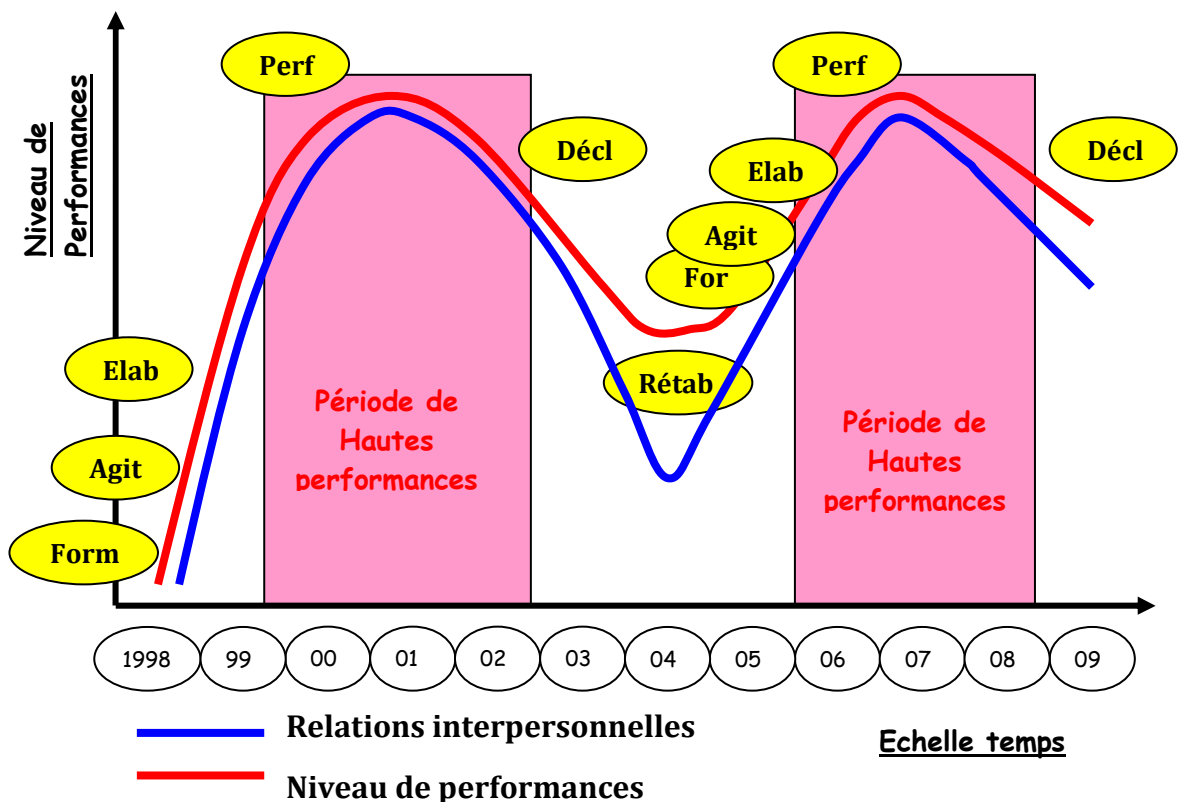 Perf
Perf
Niveau de
Performances
Décl
Décl
Elab
Agit
For
Elab
Rétab
Période de
Hautes
performances
Période de
Hautes
performances
Agit
Form
1998 99 00 01 02 03 04 05 06 07 08 09
Relations interpersonnelles
Echelle temps
Niveau de performances